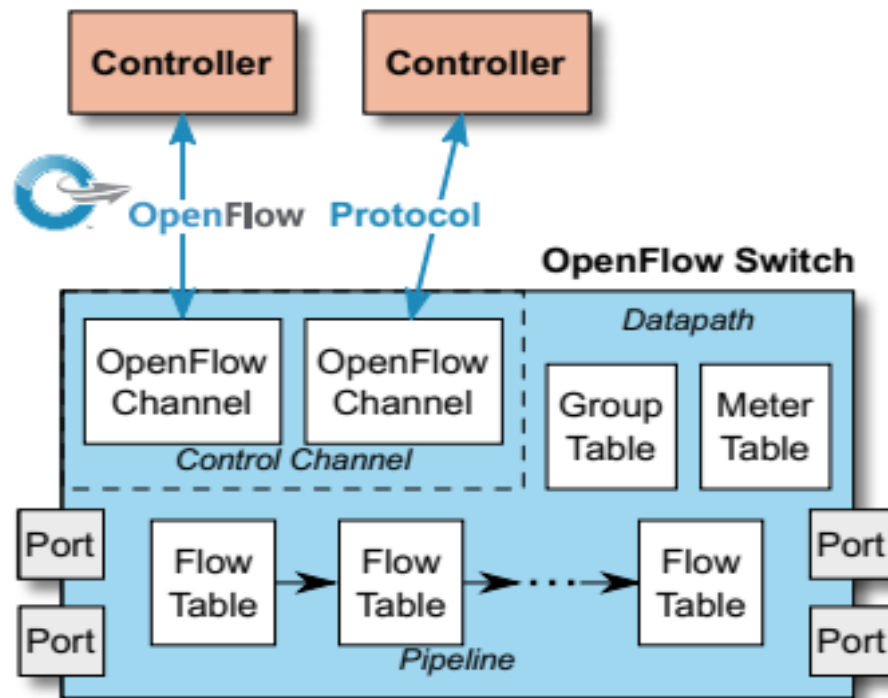 Controller Controller
OpenFlow Protocol
OpenFlow Switch
Datapath
OpenFlow
Channel
OpenFlow
Channel
Control Channel
Group
Table
Meter
Table
Port
Port
Flow
Table
Flow
Table
...
Flow
Table
Pipeline
Port
Port